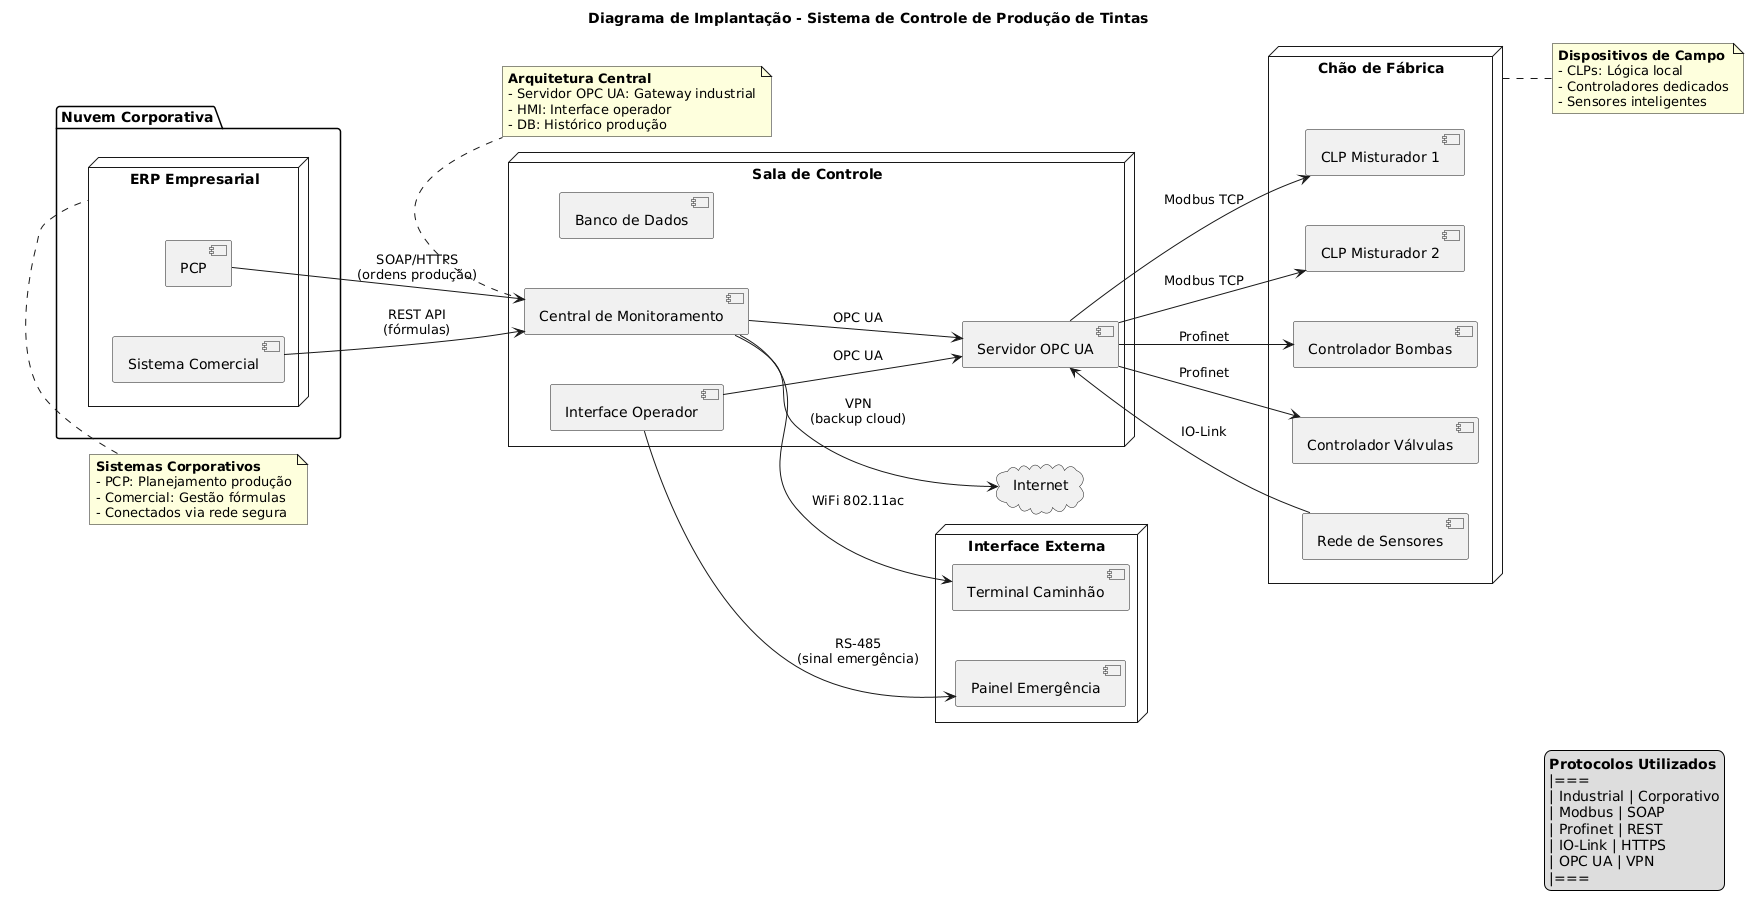 Diagrama de Implantação - Sistema de Controle de Produção de Tintas
Nuvem Corporativa
ERP Empresarial
PCP
Sistema Comercial
Sistemas Corporativos
- PCP: Planejamento produção
- Comercial: Gestão fórmulas
- Conectados via rede segura
SOAP/HTTPS
(ordens produção)
REST API
(fórmulas)
Arquitetura Central
- Servidor OPC UA: Gateway industrial
- HMI: Interface operador
- DB: Histórico produção
Sala de Controle
Banco de Dados
Central de Monitoramento
Interface Operador
OPC UA
OPC UA
Servidor OPC UA
VPN
(backup cloud)
Internet
WiFi 802.11ac
RS-485
(sinal emergência)
Interface Externa
Terminal Caminhão
Painel Emergência
Modbus TCP
Modbus TCP
Profinet
Profinet
IO-Link
Chão de Fábrica
CLP Misturador 1
CLP Misturador 2
Controlador Bombas
Controlador Válvulas
Rede de Sensores
Dispositivos de Campo
- CLPs: Lógica local
- Controladores dedicados
- Sensores inteligentes
Protocolos Utilizados
|===
| Industrial | Corporativo
| Modbus | SOAP
| Profinet | REST
| IO-Link | HTTPS
| OPC UA | VPN
|===